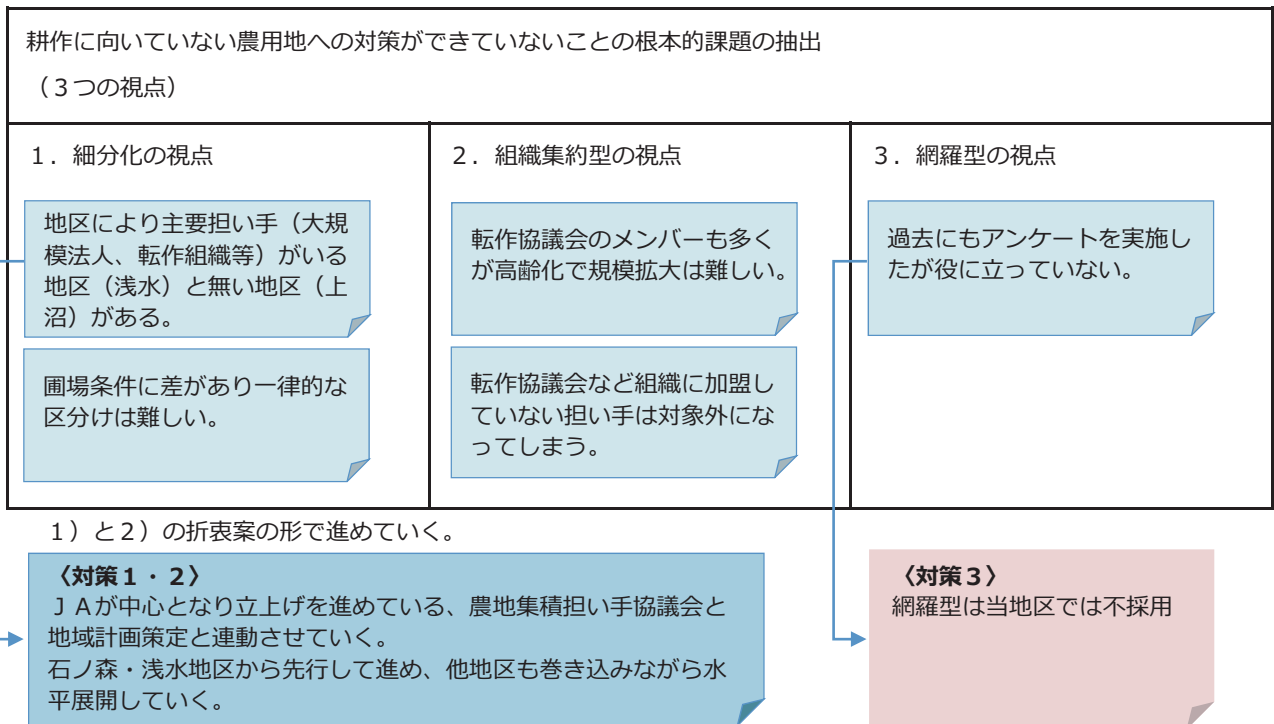 耕作に向いていない農用地への対策ができていないことの根本的課題の抽出
（３つの視点）
１．細分化の視点
地区により主要担い手（大規
模法人、転作組織等）がいる
地区（浅水）と無い地区（上
沼）がある。
圃場条件に差があり一律的な
区分けは難しい。
２．組織集約型の視点
転作協議会のメンバーも多く
が高齢化で規模拡大は難しい。
転作協議会など組織に加盟し
ていない担い手は対象外にな
ってしまう。
３．網羅型の視点
過去にもアンケートを実施し
たが役に立っていない。
１）と２）の折衷案の形で進めていく。
〈対策１・２〉
ＪＡが中心となり立上げを進めている、農地集積担い手協議会と
地域計画策定と連動させていく。
石ノ森・浅水地区から先行して進め、他地区も巻き込みながら水
平展開していく。
〈対策３〉
網羅型は当地区では不採用